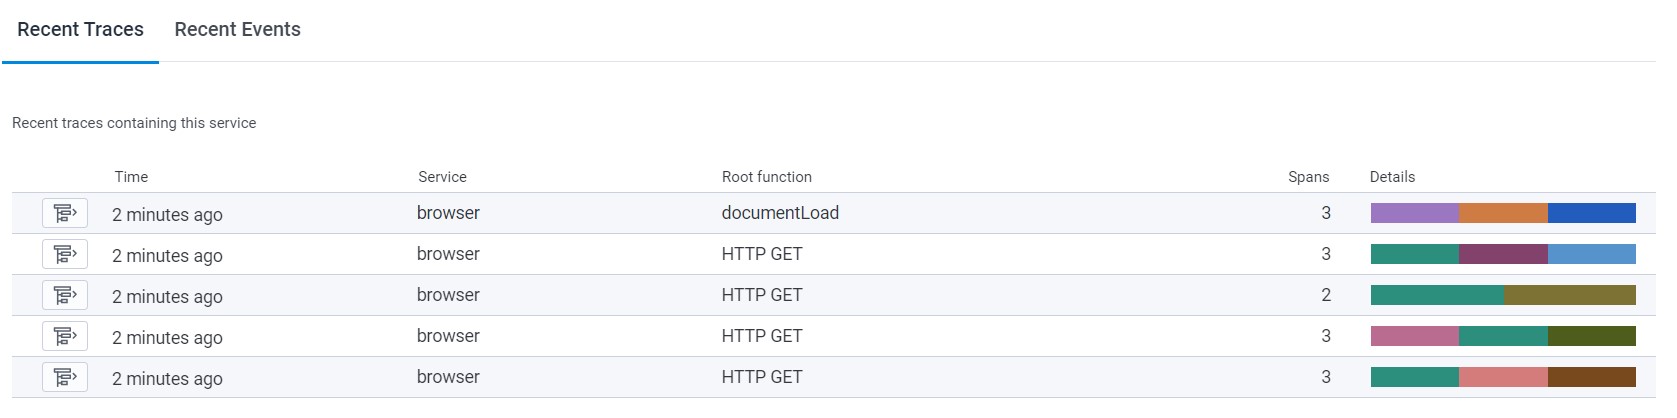 Recent Traces Recent Events
Recent traces containing this service
Time Service Root function Spans Details
2 minutes ago browser documentLoad 3
2 minutes ago browser HTTP GET 3
2 minutes ago browser HTTP GET 2
2 minutes ago browser HTTP GET 3
2 minutes ago browser HTTP GET 3